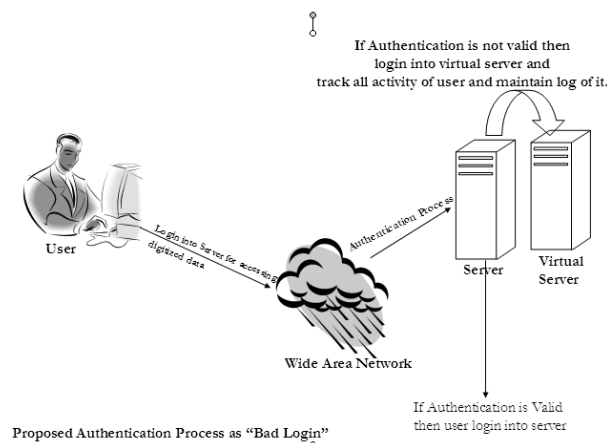 If Authentication is not valid then
login into virtual server and
track all activity of user and maintain log of it.
User
Login into Server for accessing
digitized data
Authentication Process
Server
Virtual
Server
Wide Area Network
If Authentication is Valid
then user login into server
Proposed Authentication Process as “Bad Login”